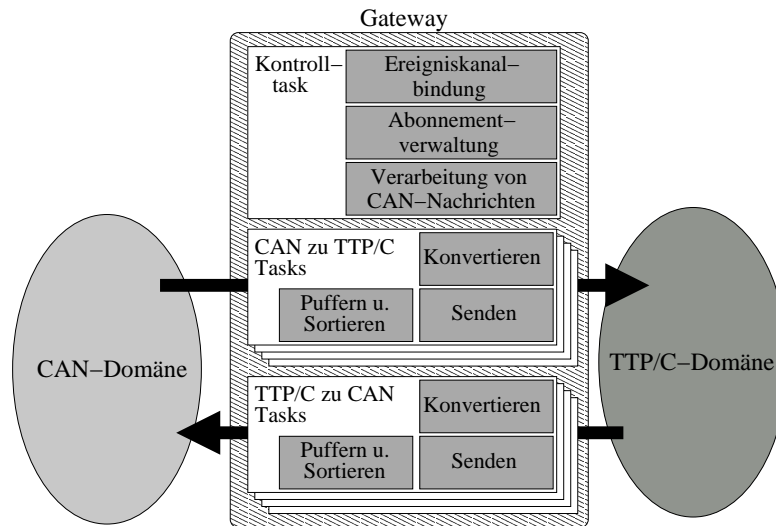 Gateway
Kontroll–
task
Ereigniskanal–
bindung
Abonnement–
verwaltung
Verarbeitung von
CAN–Nachrichten
CAN zu TTP/C
Tasks
Konvertieren
Puffern u.
Sortieren
Senden
CAN–Domäne
TTP/C–Domäne
TTP/C zu CAN
Tasks
Konvertieren
Puffern u.
Sortieren
Senden